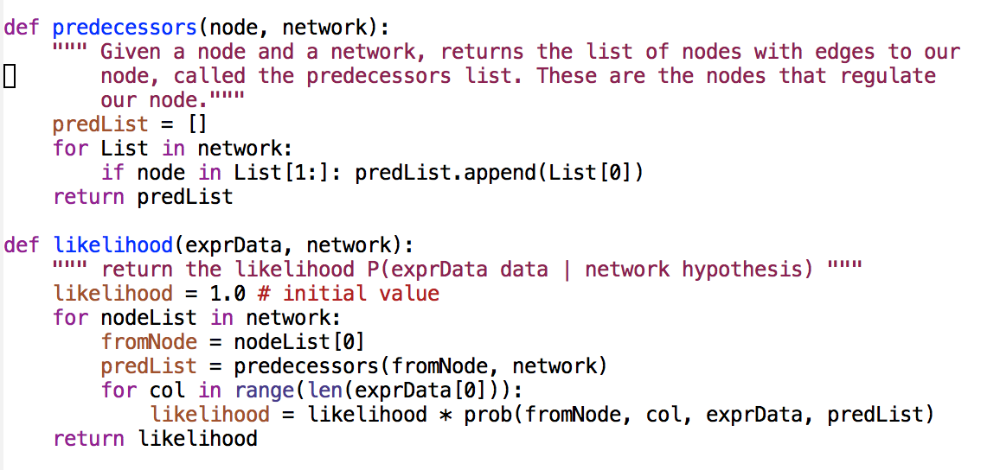 def predecessors(node, network):
    """ Given a node and a network, returns the list of nodes with edges to our
        node, called the predecessors list. These are the nodes that regulate
        our node."""
    predList = []
    for List in network:
        if node in List[1:]: predList.append(List[0])
    return predList

def likelihood(exprData, network):
    """ return the likelihood P(exprData data | network hypothesis) """
    likelihood = 1.0 # initial value
    for nodeList in network:
        fromNode = nodeList[0]
        predList = predecessors(fromNode, network)
        for col in range(len(exprData[0])):
            likelihood = likelihood * prob(fromNode, col, exprData, predList)
    return likelihood